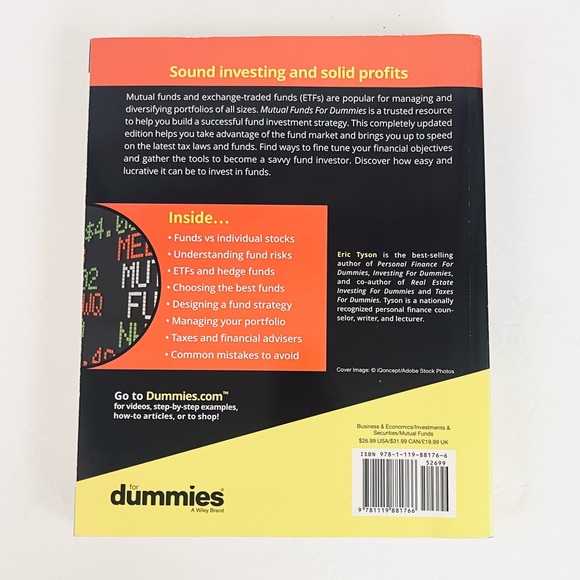 Sound investing and solid profits
Mutual funds and exchange-traded funds (ETFs) are popular for managing and
diversifying portfolios of all sizes. Mutual Funds For Dummies is a trusted resource
to help you build a successful fund investment strategy. This completely updated
edition helps you take advantage of the fund market and brings you up to speed
on the latest tax laws and funds. Find ways to fine tune your financial objectives
and gather the tools to become a savvy fund investor. Discover how easy and
lucrative it can be to invest in funds.
Inside…
• Funds vs individual stocks
• Understanding fund risks
• ETFs and hedge funds
• Choosing the best funds
• Designing a fund strategy
• Managing your portfolio
• Taxes and financial advisers
• Common mistakes to avoid
Eric Tyson is the best-selling
author of Personal Finance For
Dummies, Investing For Dummies,
and co-author of Real Estate
Investing For Dummies and Taxes
For Dummies. Tyson is a nationally
recognized personal finance coun-
selor, writer, and lecturer.
Cover Image: © iQoncept/Adobe Stock Photos
Go to Dummies.com™
for videos, step-by-step examples,
how-to articles, or to shop!
Business & Economics/Investments &
Securities/Mutual Funds
$26.99 USA/$31.99 CAN/£19.99 UK
ISBN 978-1-119-88176-6
52699
9 781119 881766
for
dummies®
A Wiley Brand